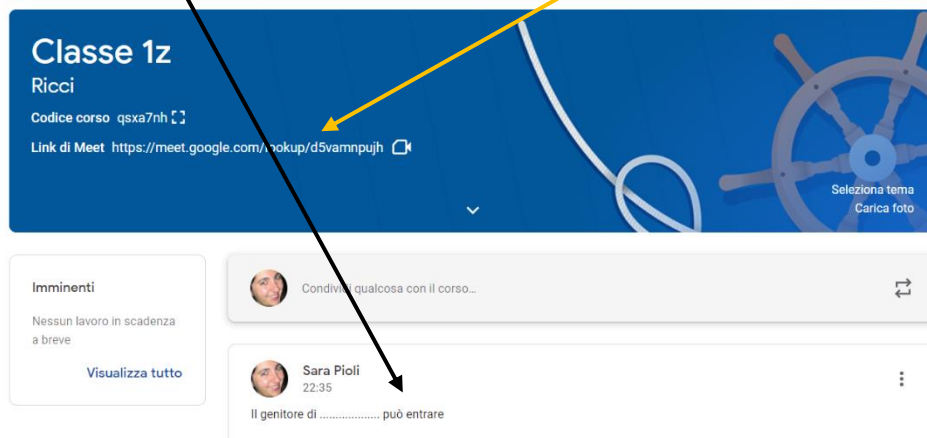 Classe 1z
Ricci
Codice corso qsxa7nh
Link di Meet https://meet.google.com/lookup/d5vamnpujh
Seleziona tema
Carica foto
Imminenti
Nessun lavoro in scadenza
a breve
Visualizza tutto
Condividi qualcosa con il corso...
Sara Pioli
22:35
Il genitore di ................... può entrare